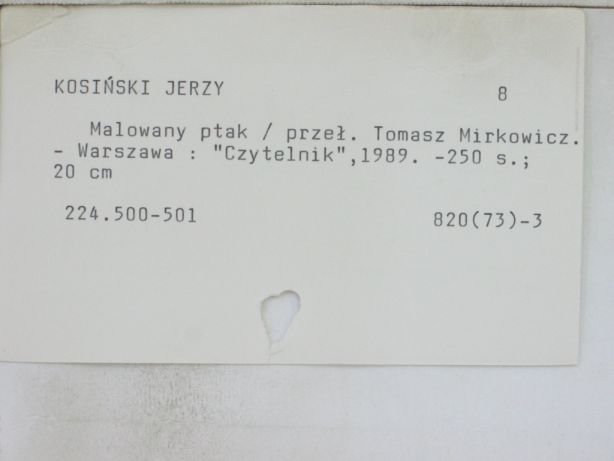 KOSIŃSKI JERZY 8
Malowany ptak / przeł. Tomasz Mirkowicz.
- Warszawa : "Czytelnik",1989. -250 s.;
20 cm
224.500-501 820(73)-3